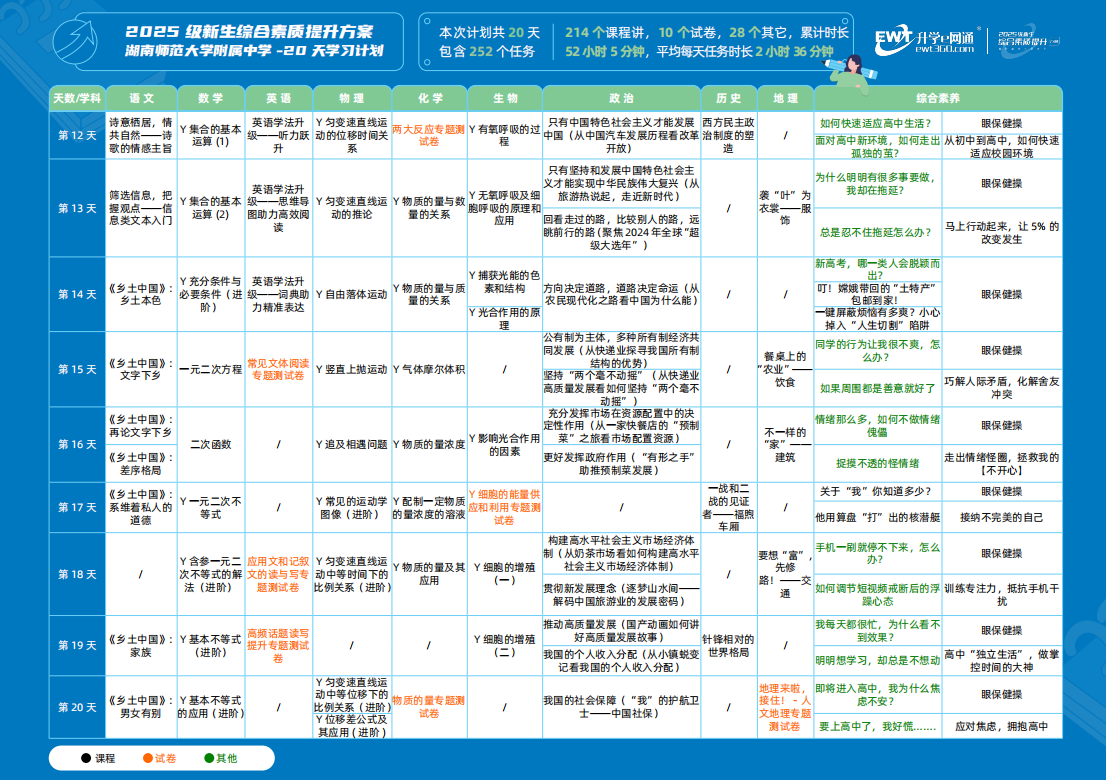 2025 级新生综合素质提升方案
湖南师范大学附属中学 -20 天学习计划
本次计划共 20 天
包含 252 个任务
214 个课程讲，10 个试卷，28 个其它，累计时长
52 小时 5 分钟，平均每天任务时长 2 小时 36 分钟
EWT 升学e网通
ewt360.com
2025级新生
综合素质提升
天数/学科 语文 数学 英语 物理 化学 生物 政治 历史 地理 综合素养
第 12 天
诗意栖居，情
共自然——诗
歌的情感主旨
Y 集合的基本
运算 (1)
英语学法升
级——听力跃
升
Y 匀变速直线运
动的位移时间关
系
两大反应专题测
试卷
Y 有氧呼吸的过
程
只有中国特色社会主义才能发展
中国（从中国汽车发展历程看改革
开放）
西方民主政
治制度的塑
造
/
如何快速适应高中生活？
眼保健操
面对高中新环境，如何走出
孤独的茧？
从初中到高中，如何快速
适应校园环境
第 13 天
筛选信息，把
握观点——信
息类文本入门
Y 集合的基本
运算 (2)
英语学法升
级——思维导
图助力高效阅
读
Y 匀变速直线运
动的推论
Y 物质的量与数
量的关系
Y 无氧呼吸及细
胞呼吸的原理和
应用
只有坚持和发展中国特色社会主
义才能实现中华民族伟大复兴（从
旅游热说起，走近新时代）
回看走过的路，比较别人的路，远
眺前行的路(聚焦2024年全球“超
级大选年”)
/
袭“叶”为
衣裳——服
饰
为什么明明有很多事要做，
我却在拖延？
眼保健操
总是忍不住拖延怎么办？
马上行动起来，让 5% 的
改变发生
第 14 天
《乡土中国》：
乡土本色
Y 充分条件与
必要条件（进
阶）
英语学法升
级——词典助
力精准表达
Y 自由落体运动
Y 物质的量与质
量的关系
Y 捕获光能的色
素和结构
Y 光合作用的原
理
方向决定道路，道路决定命运（从
农民现代化之路看中国为什么能）
/
/
新高考，哪一类人会脱颖而
出？
叮！嫦娥带回的“土特产”
包邮到家！
一键屏蔽烦恼有多爽？小心
掉入“人生切割”陷阱
眼保健操
第 15 天
《乡土中国》：
文字下乡
一元二次方程
常见文体阅读
专题测试卷
Y 竖直上抛运动
Y 气体摩尔体积
/
公有制为主体，多种所有制经济共
同发展（从快递业探寻我国所有制
结构的优势）
坚持“两个毫不动摇”（从快递业
高质量发展看如何坚持“两个毫不
动摇”）
/
餐桌上的
“农业”——
饮食
同学的行为让我很不爽，怎
么办？
眼保健操
如果周围都是善意就好了
巧解人际矛盾，化解舍友
冲突
第 16 天
《乡土中国》：
再论文字下乡
《乡土中国》：
差序格局
二次函数
/
Y 追及相遇问题
Y 物质的量浓度
Y 影响光合作用
的因素
充分发挥市场在资源配置中的决
定性作用（从一家快餐店的“预制
菜”之旅看市场配置资源）
更好发挥政府作用（“有形之手”
助推预制菜发展）
/
不一样的
“家”——
建筑
情绪那么多，如何不做情绪
傀儡
眼保健操
捉摸不透的怪情绪
走出情绪怪圈，拯救我的
【不开心】
第 17 天
《乡土中国》：
系维着私人的
道德
Y 一元二次不
等式
/
Y 常见的运动学
图像（进阶）
Y 配制一定物质
的量浓度的溶液
Y 细胞的能量供
应和利用专题测
试卷
/
一战和二
战的见证
者——福煦
车厢
/
关于“我”你知道多少？
眼保健操
他用算盘“打”出的核潜艇
接纳不完美的自己
第 18 天
/
Y 含参一元二
次不等式的解
法（进阶）
应用文和记叙
文的读与写专
题测试卷
Y 匀变速直线运
动中等时间下的
比例关系（进阶）
Y 物质的量及其
应用
Y 细胞的增殖
（一）
构建高水平社会主义市场经济体
制（从奶茶市场看如何构建高水平
社会主义市场经济体制）
贯彻新发展理念（逐梦山水间——
解码中国旅游业的发展密码）
/
要想“富”，
先修
路！——交
通
手机一刷就停不下来，怎么
办？
眼保健操
如何调节短视频戒断后的浮
躁心态
训练专注力，抵抗手机干
扰
第 19 天
《乡土中国》：
家族
Y 基本不等式
(进阶)
高频话题读写
提升专题测试
卷
/
/
Y 细胞的增殖
（二）
推动高质量发展（国产动画如何讲
好高质量发展故事）
我国的个人收入分配（从小镇蜕变
记看我国的个人收入分配）
针锋相对的
世界格局
/
我每天都很忙，为什么看不
到效果？
眼保健操
明明想学习，却总是不想动
高中“独立生活”，做掌
控时间的大神
第 20 天
《乡土中国》：
男女有别
Y 基本不等式
的应用（进阶）
/
Y 匀变速直线运
动中等位移下的
比例关系（进阶）
Y 位移差公式及
其应用（进阶）
物质的量专题测
试卷
/
我国的社会保障（“我”的护航卫
士——中国社保）
/
地理来啦，
接住！- 人
文地理专题
测试卷
即将进入高中，我为什么焦
虑不安？
眼保健操
要上高中了，我好慌.......
应对焦虑，拥抱高中
课程 试卷 其他